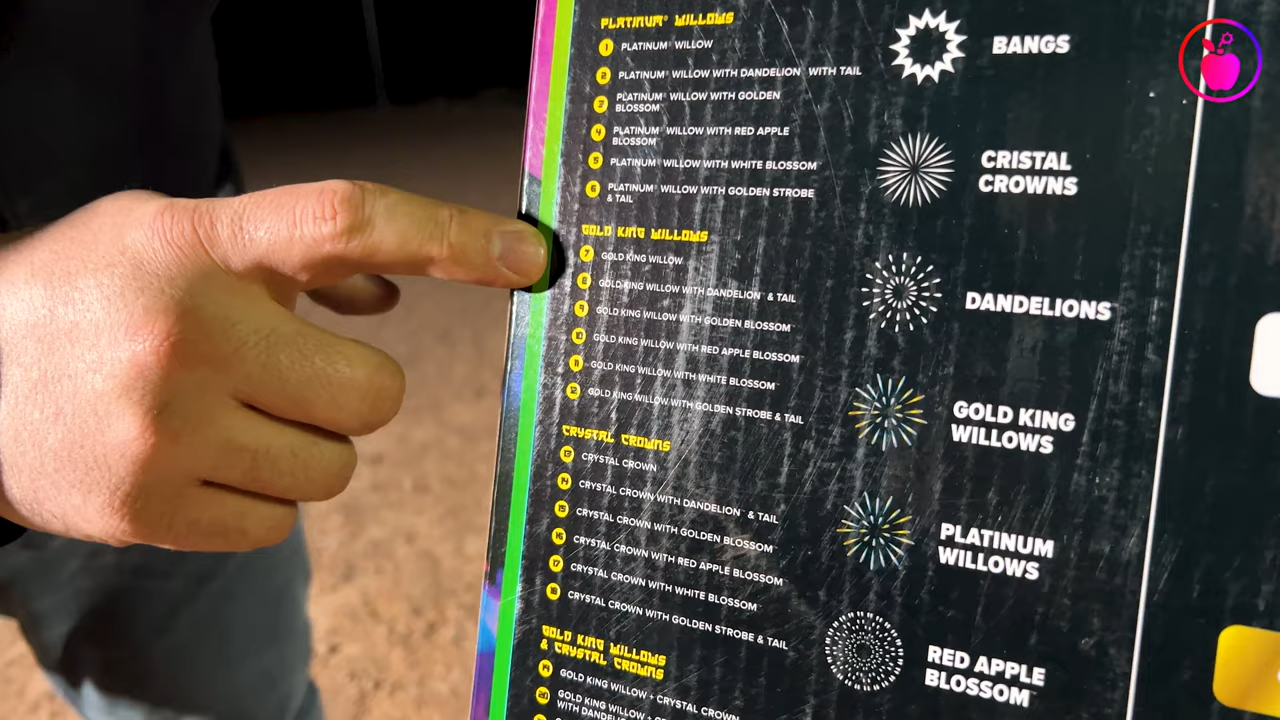 PLATINUM® WILLOWS
1 PLATINUM® WILLOW
2 PLATINUM® WILLOW WITH DANDELION™ WITH TAIL
3 PLATINUM® WILLOW WITH GOLDEN
BLOSSOM™
4 PLATINUM® WILLOW WITH RED APPLE
BLOSSOM™
5 PLATINUM® WILLOW WITH WHITE BLOSSOM™
6 PLATINUM® WILLOW WITH GOLDEN STROBE
& TAIL
GOLD KING WILLOWS
7 GOLD KING WILLOW
8 GOLD KING WILLOW WITH DANDELION™ & TAIL
9 GOLD KING WILLOW WITH GOLDEN BLOSSOM™
10 GOLD KING WILLOW WITH RED APPLE BLOSSOM™
11 GOLD KING WILLOW WITH WHITE BLOSSOM™
12 GOLD KING WILLOW WITH GOLDEN STROBE & TAIL
CRYSTAL CROWNS
13 CRYSTAL CROWN
14 CRYSTAL CROWN WITH DANDELION™ & TAIL
15 CRYSTAL CROWN WITH GOLDEN BLOSSOM™
16 CRYSTAL CROWN WITH RED APPLE BLOSSOM™
17 CRYSTAL CROWN WITH WHITE BLOSSOM™
18 CRYSTAL CROWN WITH GOLDEN STROBE & TAIL
GOLD KING WILLOWS
& CRYSTAL CROWNS
19 GOLD KING WILLOW + CRYSTAL CROWN
20 GOLD KING WILLOW +
WITH
BANGS
CRISTAL
CROWNS
DANDELIONS™
GOLD KING
WILLOWS
PLATINUM
WILLOWS
RED APPLE
BLOSSOM™